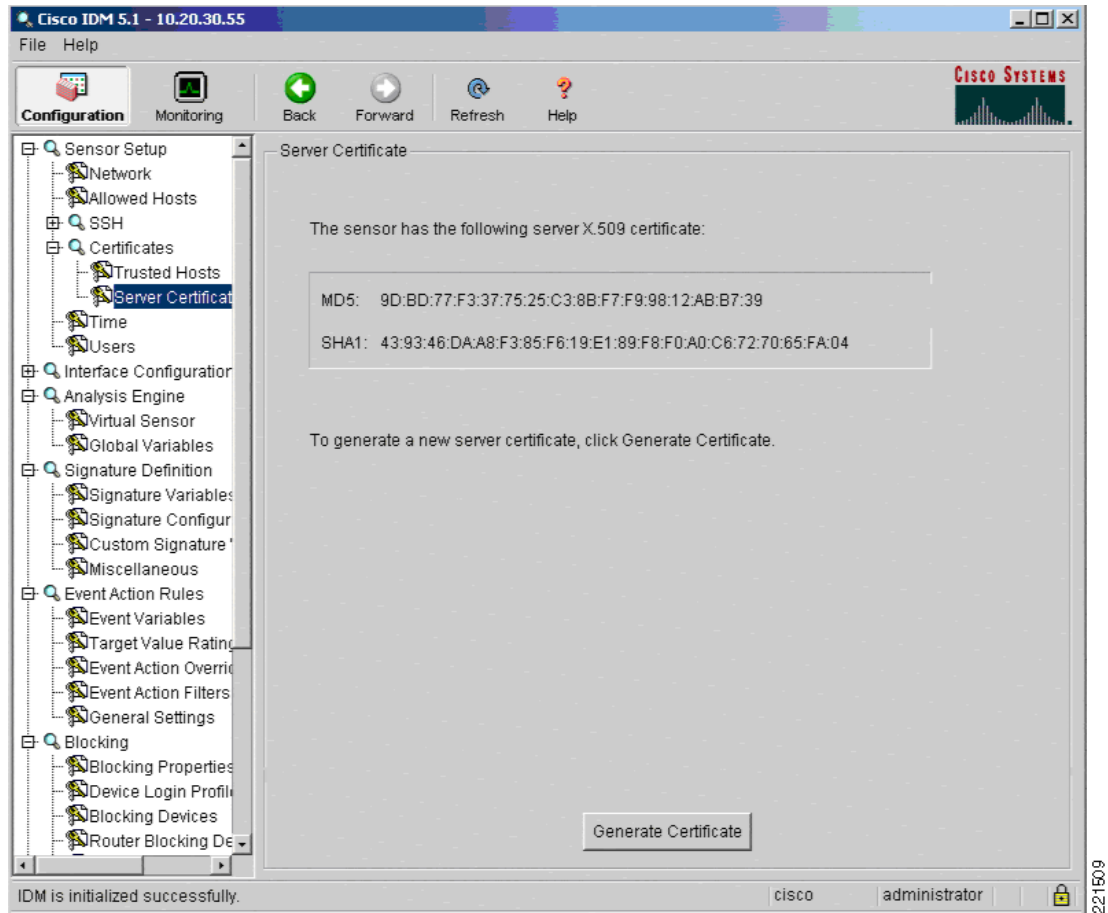 Cisco IDM 5.1 - 10.20.30.55
File Help
Configuration Monitoring Back Forward Refresh Help
CISCO SYSTEMS
Sensor Setup
Network
Allowed Hosts
SSH
Certificates
Trusted Hosts
Server Certificat
Time
Users
Interface Configuration
Analysis Engine
Virtual Sensor
Global Variables
Signature Definition
Signature Variables
Signature Configur
Custom Signature
Miscellaneous
Event Action Rules
Event Variables
Target Value Rating
Event Action Overrid
Event Action Filters
General Settings
Blocking
Blocking Properties
Device Login Profil
Blocking Devices
Router Blocking De
Server Certificate
The sensor has the following server X.509 certificate:
MD5: 9D:BD:77:F3:37:75:25:C3:8B:F7:F9:98:12:AB:B7:39
SHA1: 43:93:46:DA:A8:F3:85:F6:19:E1:89:F8:F0:A0:C6:72:70:65:FA:04
To generate a new server certificate, click Generate Certificate.
Generate Certificate
IDM is initialized successfully. cisco administrator
221509